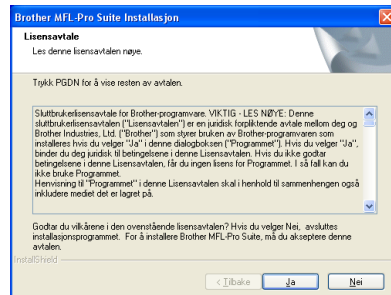 Brother MFL-Pro Suite Installasjon
Lisensavtale
Les denne lisensavtalen nøye.
Trykk PGDN for å vise resten av avtalen.
Sluttbrukerlisensavtale for Brother-programvare. VIKTIG - LES NØYE: Denne
sluttbrukerlisensavtalen ("Lisensavtalen") er en juridisk forpliktende avtale mellom deg og
Brother Industries, Ltd. ("Brother") som styrer bruken av Brother-programvaren som
installeres hvis du velger "Ja" i denne dialogboksen ("Programmet"). Hvis du velger "Ja",
binder du deg juridisk til betingelsene i denne Lisensavtalen. Hvis du ikke godtar
betingelsene i denne Lisensavtalen, får du ingen lisens for Programmet. I så fall kan du
ikke bruke Programmet.
Henvisning til "Programmet" i denne Lisensavtalen skal i henhold til sammenhengen også
inkludere mediet det er lagret på.
Godtar du vilkårene i den ovenstående lisensavtalen? Hvis du velger Nei, avsluttes
installasjonsprogrammet. For å installere Brother MFL-Pro Suite, må du akseptere denne
avtalen.
InstallShield
< Tilbake Ja Nei